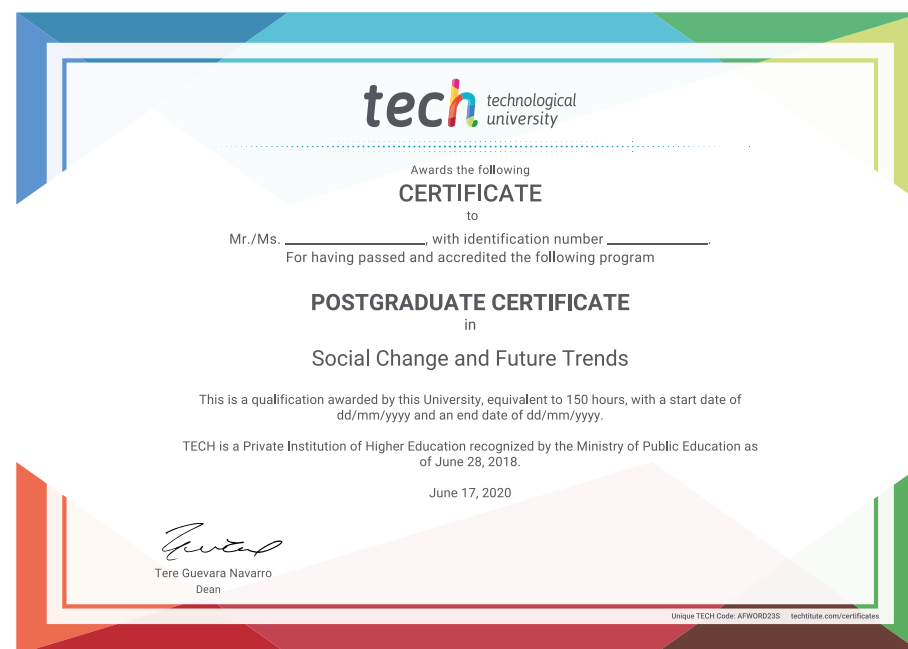 tech technological
university
Awards the following
CERTIFICATE
to
Mr./Ms. ____________________, with identification number ______________.
For having passed and accredited the following program
POSTGRADUATE CERTIFICATE
in
Social Change and Future Trends
This is a qualification awarded by this University, equivalent to 150 hours, with a start date of
dd/mm/yyyy and an end date of dd/mm/yyyy.
TECH is a Private Institution of Higher Education recognized by the Ministry of Public Education as
of June 28, 2018.
June 17, 2020
Tere Guevara Navarro
Dean
Unique TECH Code: AFWORD23S techtitute.com/certificates